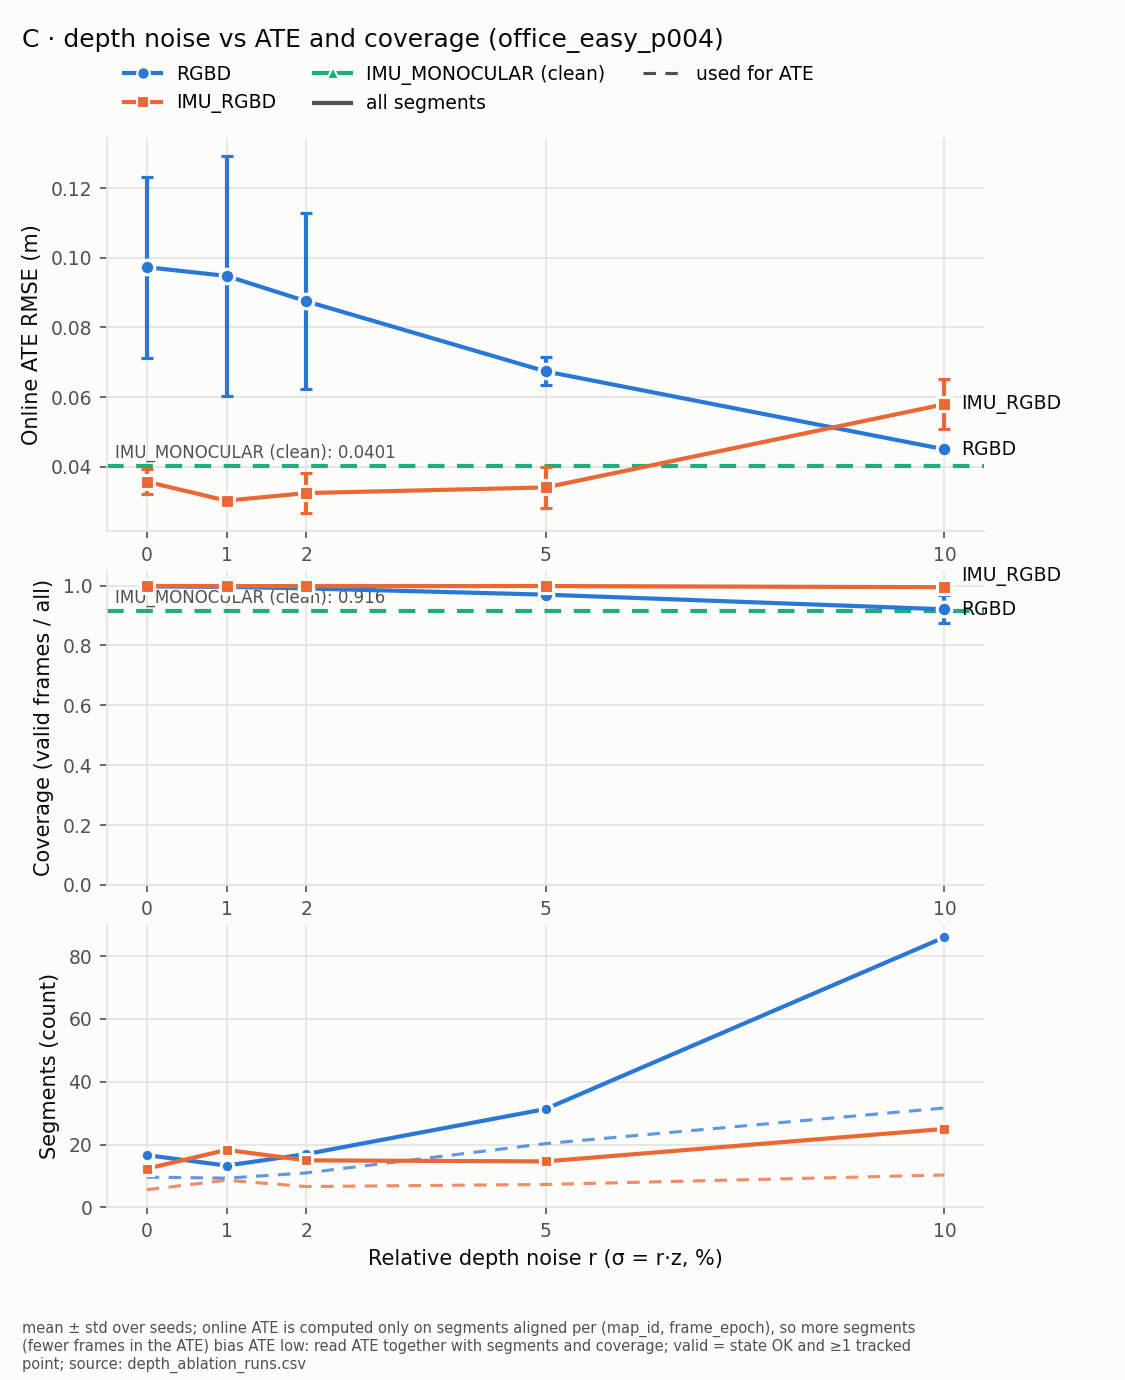 C · depth noise vs ATE and coverage (office_easy_p004)
RGBD
IMU_MONOCULAR (clean)
used for ATE
IMU_RGBD
all segments
Online ATE RMSE (m)
0.12
0.10
0.08
0.06
0.04
IMU_MONOCULAR (clean): 0.0401
IMU_RGBD
RGBD
0 1 2 5 10
Coverage (valid frames / all)
1.0
0.8
0.6
0.4
0.2
0.0
IMU_MONOCULAR (clean): 0.916
IMU_RGBD
RGBD
0 1 2 5 10
Segments (count)
80
60
40
20
0
0 1 2 5 10
Relative depth noise r (σ = r·z, %)
mean ± std over seeds; online ATE is computed only on segments aligned per (map_id, frame_epoch), so more segments
(fewer frames in the ATE) bias ATE low: read ATE together with segments and coverage; valid = state OK and ≥1 tracked
point; source: depth_ablation_runs.csv